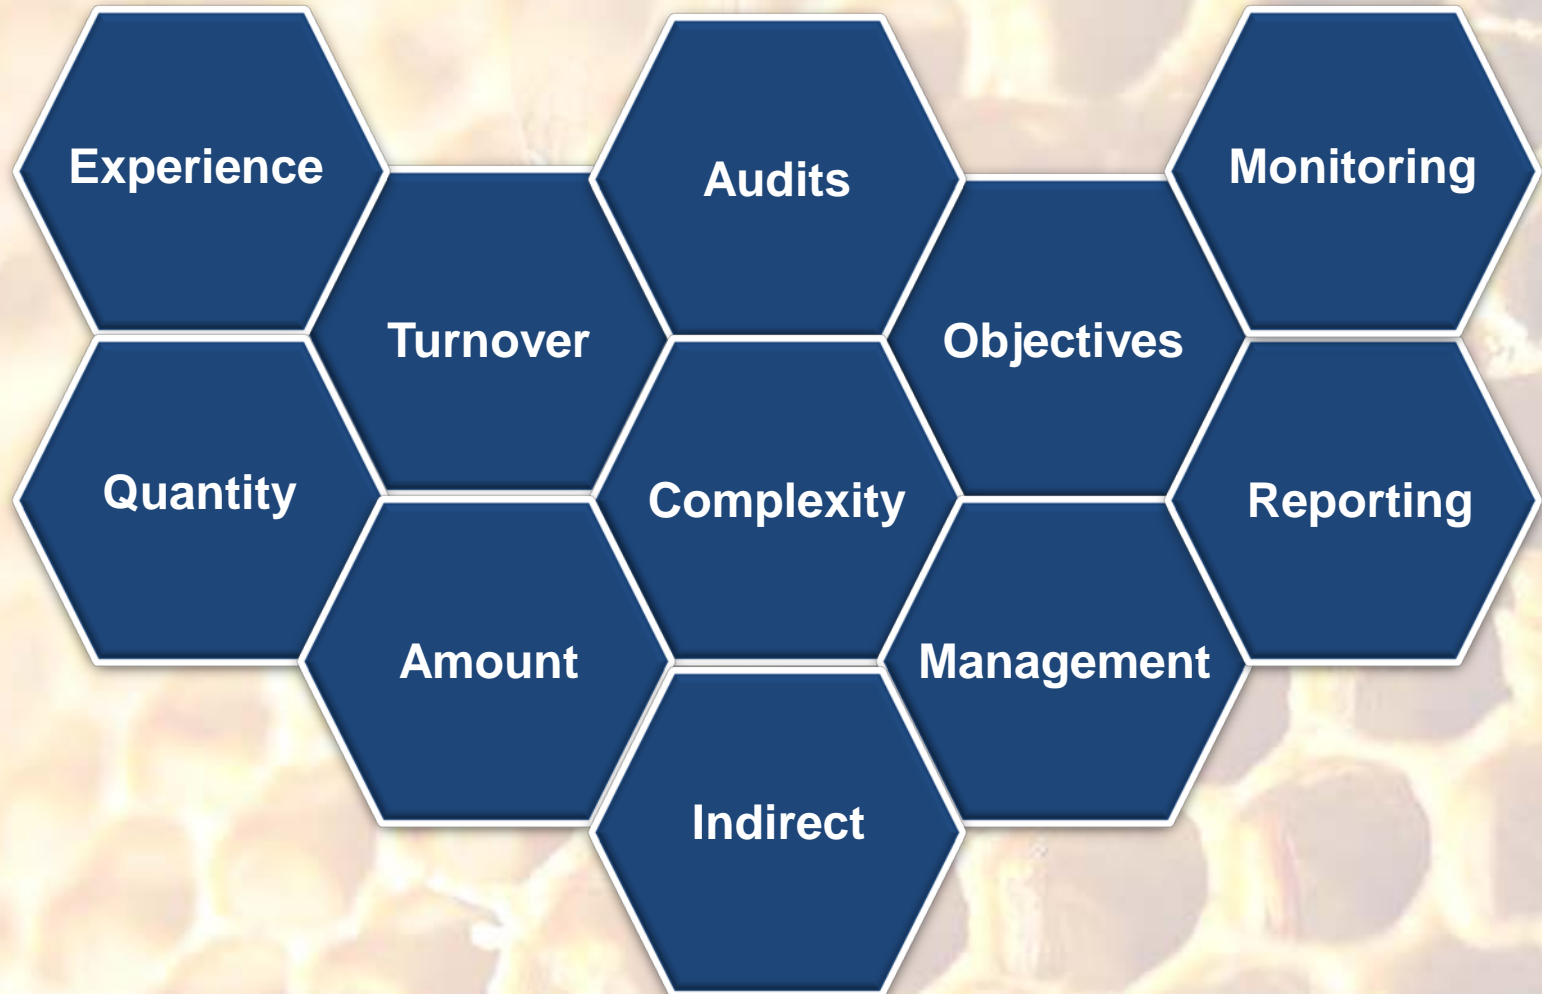 Experience
Audits
Monitoring
Turnover
Objectives
Quantity
Complexity
Reporting
Amount
Management
Indirect